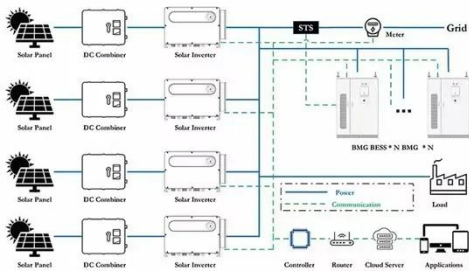 STS
Meter
Grid
Solar Panel
DC Combiner
Solar Inverter
Solar Panel
DC Combiner
Solar Inverter
BMG BESS * N BMG * N
Solar Panel
DC Combiner
Solar Inverter
Power
Communication
Load
Solar Panel
DC Combiner
Solar Inverter
Controller
Router
Cloud Server
Applications